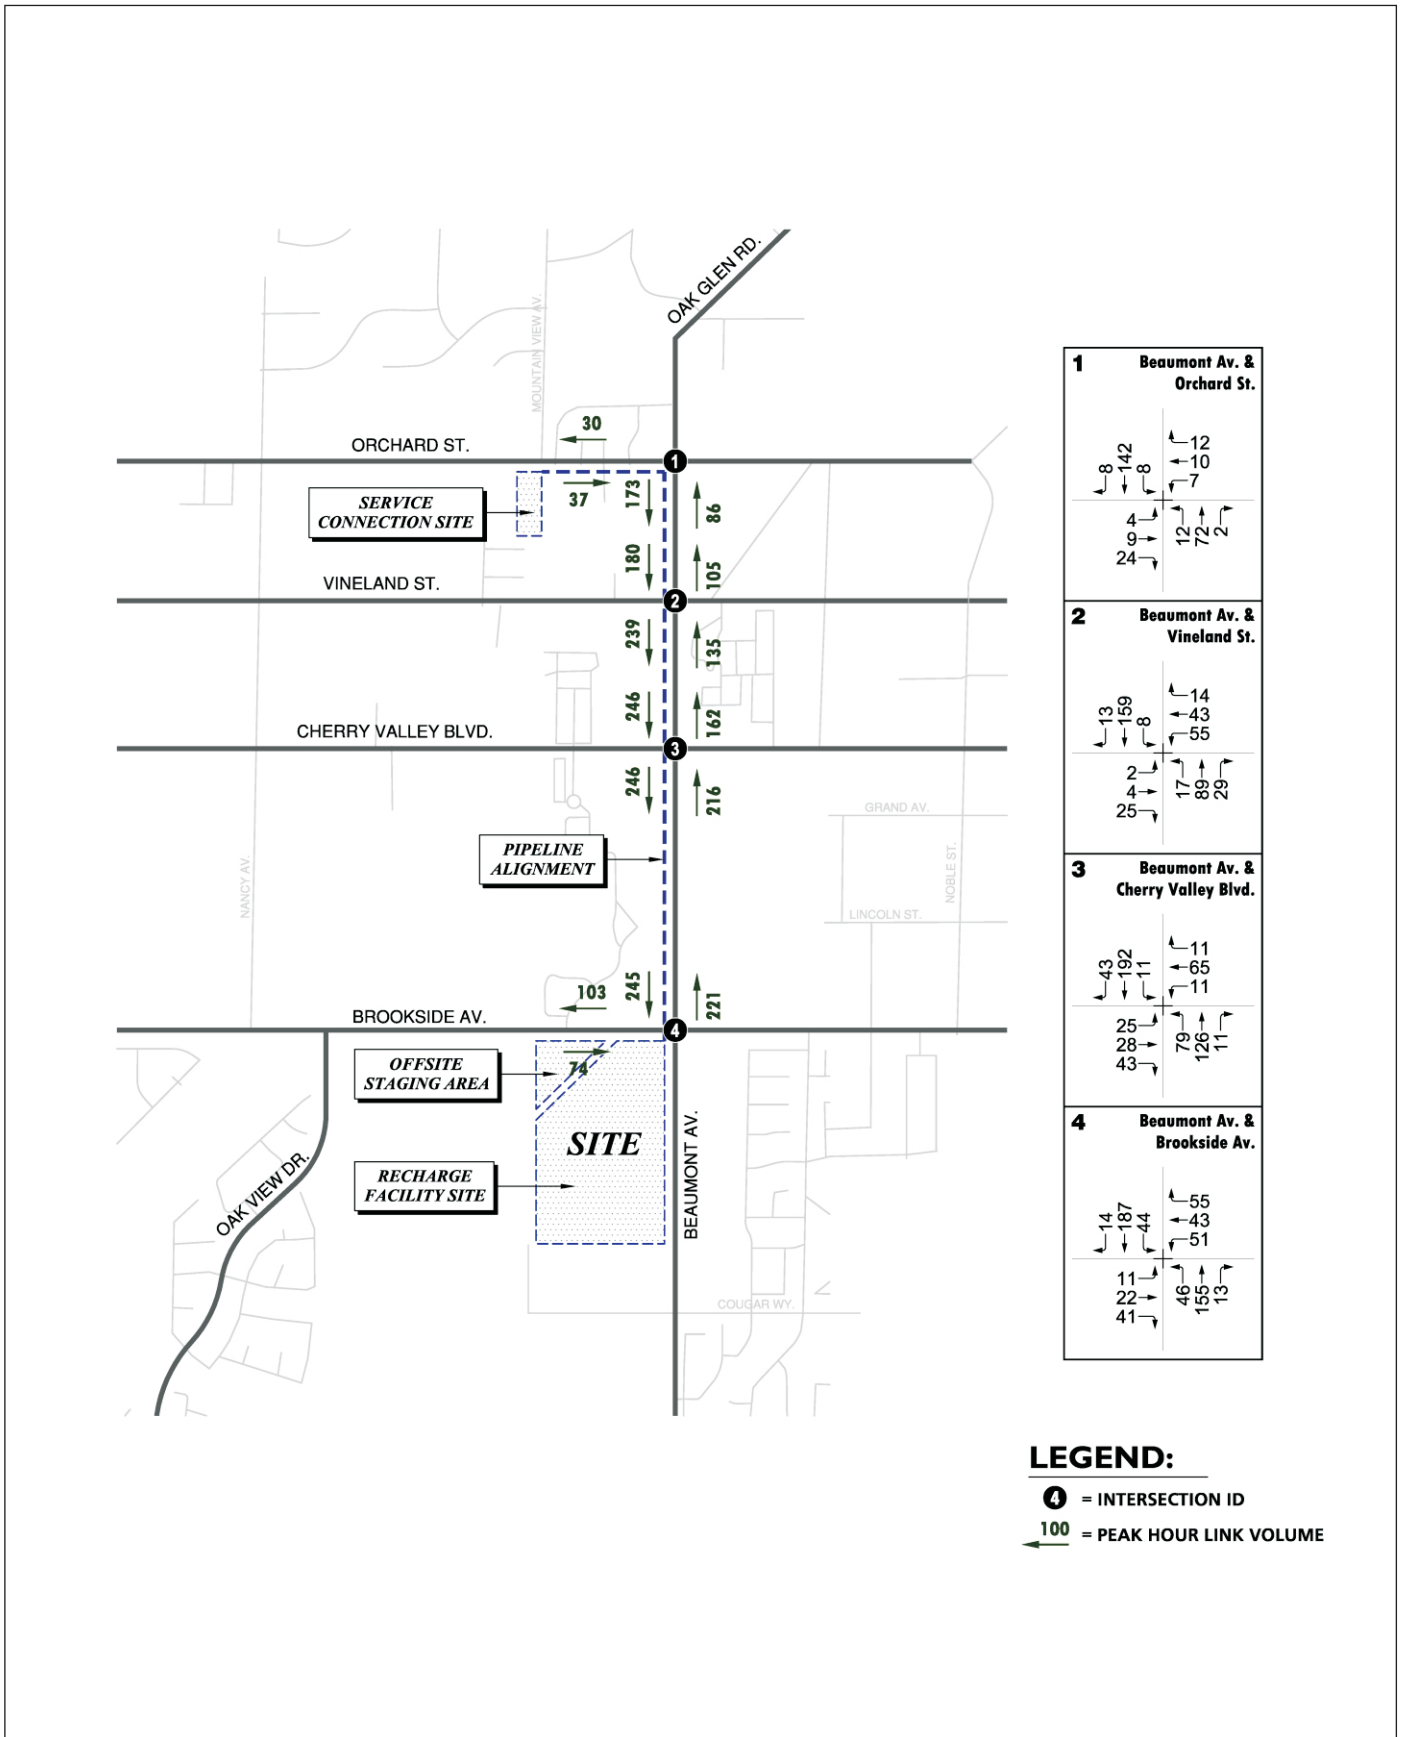 OAK GLEN RD.
MOUNTAIN VIEW AV.
30
ORCHARD ST.
1
SERVICE
CONNECTION SITE
37
173
86
180
105
VINELAND ST.
2
239
135
246
162
CHERRY VALLEY BLVD.
3
246
216
GRAND AV.
PIPELINE
ALIGNMENT
NANCY AV.
NOBLE ST.
LINCOLN ST.
103
245
221
BROOKSIDE AV.
4
OFFSITE
STAGING AREA
74
SITE
RECHARGE
FACILITY SITE
BEAUMONT AV.
OAK VIEW DR.
COUGAR WY.
1
Beaumont Av. &
Orchard St.
8 142 8
12
10
7
4
9
24
12 72 2
2
Beaumont Av. &
Vineland St.
13 159 8
14
43
55
2
4
25
17 89 29
3
Beaumont Av. &
Cherry Valley Blvd.
43 192 11
11
65
11
25
28
43
79 126 11
4
Beaumont Av. &
Brookside Av.
14 187 44
55
43
51
11
22
41
46 155 13
LEGEND:
4 = INTERSECTION ID
100 = PEAK HOUR LINK VOLUME